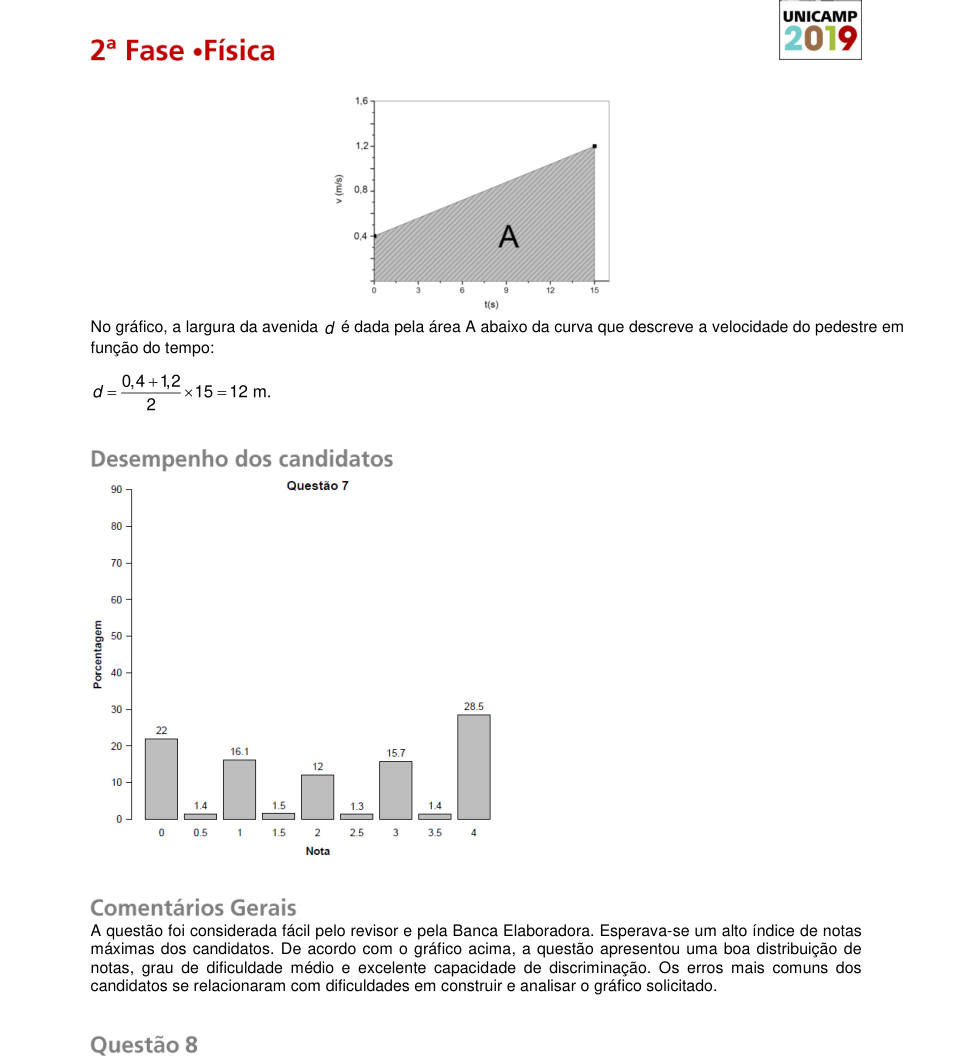 2ª Fase •Física
UNICAMP
2019
1,6
1,2
0,8
0,4
v (m/s)
A
0 3 6 9 12 15
t(s)
No gráfico, a largura da avenida d é dada pela área A abaixo da curva que descreve a velocidade do pedestre em
função do tempo:
d = \frac{0,4 + 1,2}{2} × 15 = 12 m.
Desempenho dos candidatos
Questão 7
90
80
70
60
50
40
30
20
10
0
Porcentagem
22 1.4 16.1 1.5 12 1.3 15.7 1.4 28.5
0 0.5 1 1.5 2 2.5 3 3.5 4
Nota
Comentários Gerais
A questão foi considerada fácil pelo revisor e pela Banca Elaboradora. Esperava-se um alto índice de notas
máximas dos candidatos. De acordo com o gráfico acima, a questão apresentou uma boa distribuição de
notas, grau de dificuldade médio e excelente capacidade de discriminação. Os erros mais comuns dos
candidatos se relacionaram com dificuldades em construir e analisar o gráfico solicitado.
Questão 8